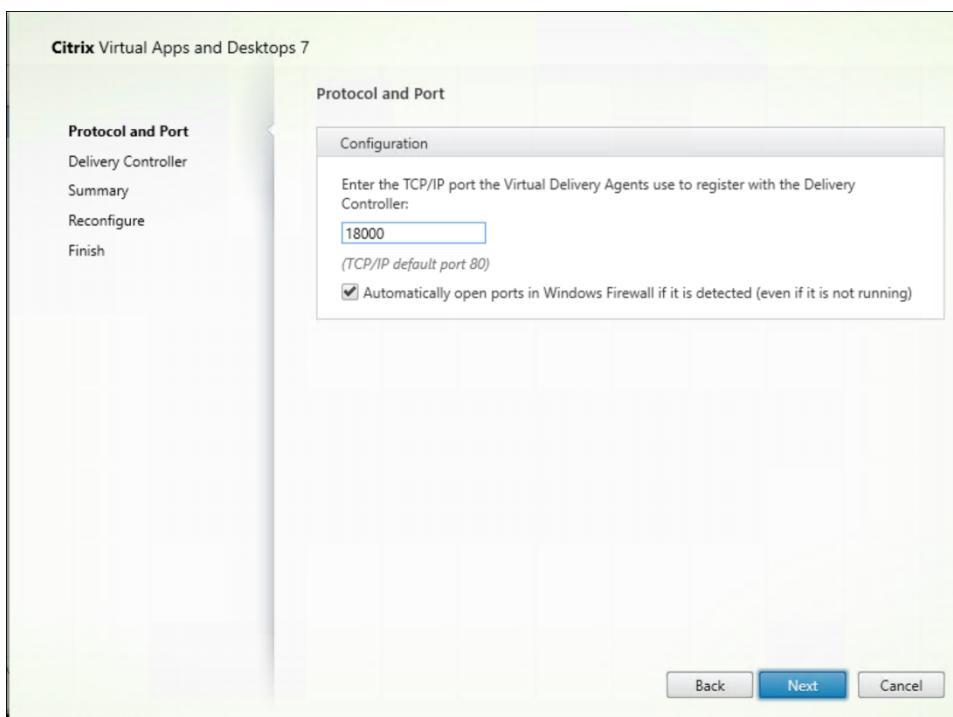 Citrix Virtual Apps and Desktops 7
Protocol and Port
Delivery Controller
Summary
Reconfigure
Finish
Protocol and Port
Configuration
Enter the TCP/IP port the Virtual Delivery Agents use to register with the Delivery
Controller:
18000
(TCP/IP default port 80)
Automatically open ports in Windows Firewall if it is detected (even if it is not running)
Back
Next
Cancel